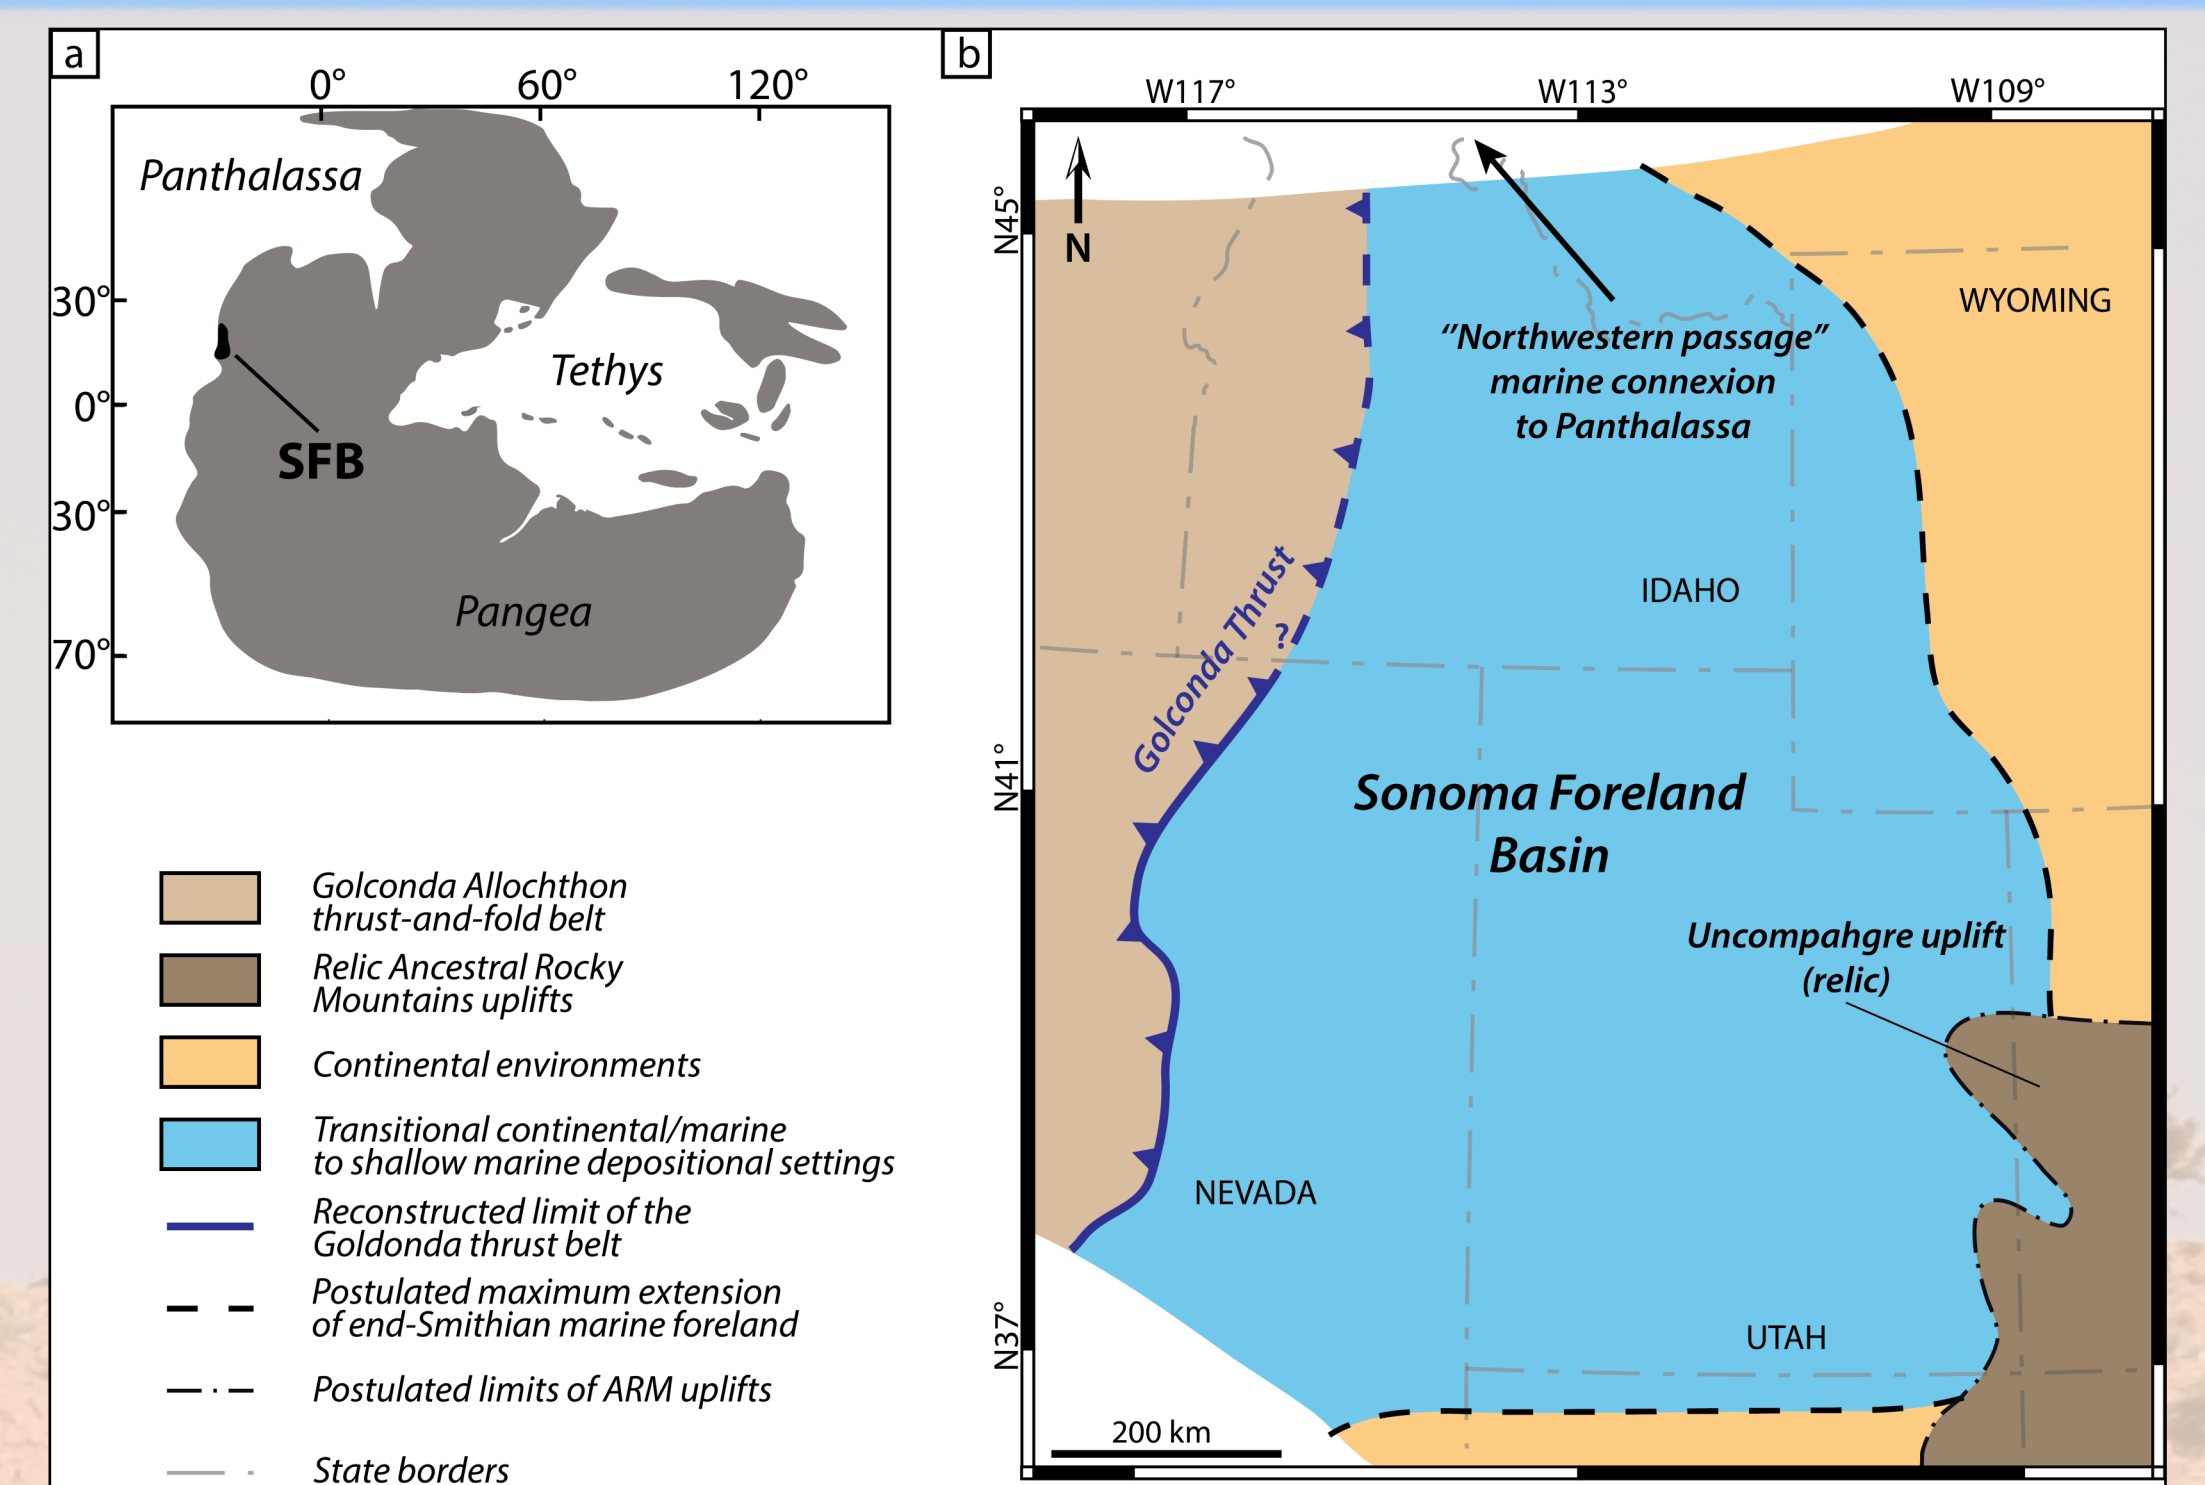 a
0°
60°
120°
Panthalassa
30°
0°
30°
70°
Tethys
SFB
Pangea
Golconda Allochthon
thrust-and-fold belt
Relic Ancestral Rocky
Mountains uplifts
Continental environments
Transitional continental/marine
to shallow marine depositional settings
Reconstructed limit of the
Goldonda thrust belt
Postulated maximum extension
of end-Smithian marine foreland
Postulated limits of ARM uplifts
State borders
b
W117°
W113°
W109°
N45°
N41°
N37°
N
WYOMING
‘‘Northwestern passage’’
marine connexion
to Panthalassa
IDAHO
Golconda Thrust
?
Sonoma Foreland
Basin
Uncompahgre uplift
(relic)
NEVADA
UTAH
200 km